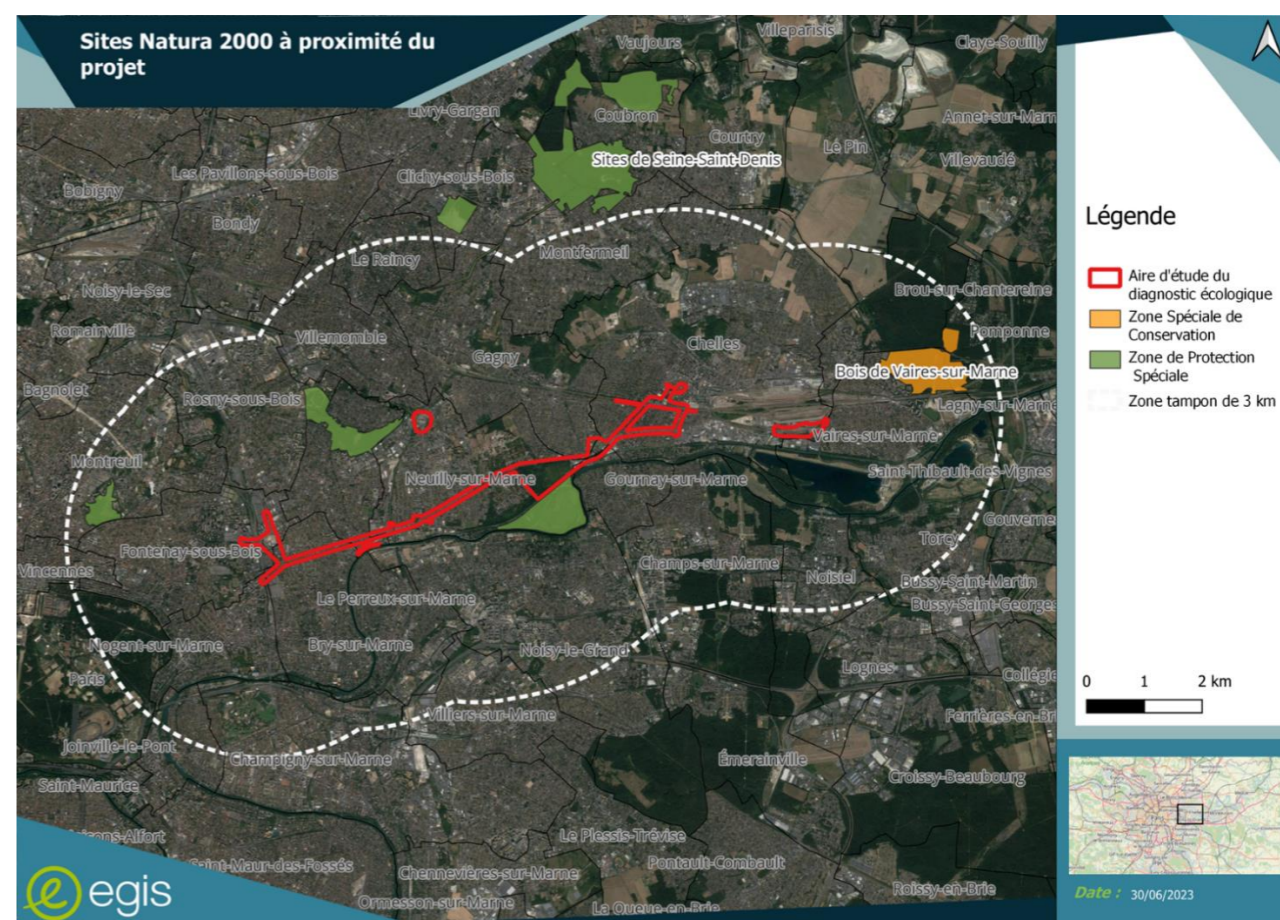 Sites Natura 2000 à proximité du
projet
Vaujours
Villeparisis
Claye-Souilly
Livry-Gargan
Coubron
Annet-sur-Marn
Courtry
Le Pin
Sites de Seine-Saint-Denis
Villevaudé
Les Pavillons-sous-Bois
Clichy-sous-Bois
Bobigny
Bondy
Montfermeil
Le Raincy
Noisy-le-Sec
Brou-sur-Chantereine
Romainville
Villemomble
Pomponne
Chelles
Gagny
Bois de Vaires-sur-Marne
Bagnolet
Rosny-sous-Bois
Lagny-sur-Marne
Vaires-sur-Marne
Montreuil
Saint-Thibault-des-Vignes
Neuilly-sur-Marne
Gournay-sur-Marne
Gouverne
Torcy
Fontenay-sous-Bois
Champs-sur-Marne
Vincennes
Noisiel
Bussy-Saint-Martin
Le Perreux-sur-Marne
Bussy-Saint-Georges
Nogent-sur-Marne
Bry-sur-Marne
Noisy-le-Grand
Lognes
Paris
Collégie
Villiers-sur-Marne
Ferrières-en-Bri
Joinville-le-Pont
Champigny-sur-Marne
Émerainville
Croissy-Beaubourg
Saint-Maurice
Le Plessis-Trévise
isons-Alfort
Saint-Maur-des-Fossés
Chennevières-sur-Marne
Pontault-Combault
Roissy-en-Brie
Ormesson-sur-Marne
La Queue-en-Brie
egis
Légende
Aire d'étude du
diagnostic écologique
Zone Spéciale de
Conservation
Zone de Protection
Spéciale
Zone tampon de 3 km
0 1 2 km
Date : 30/06/2023